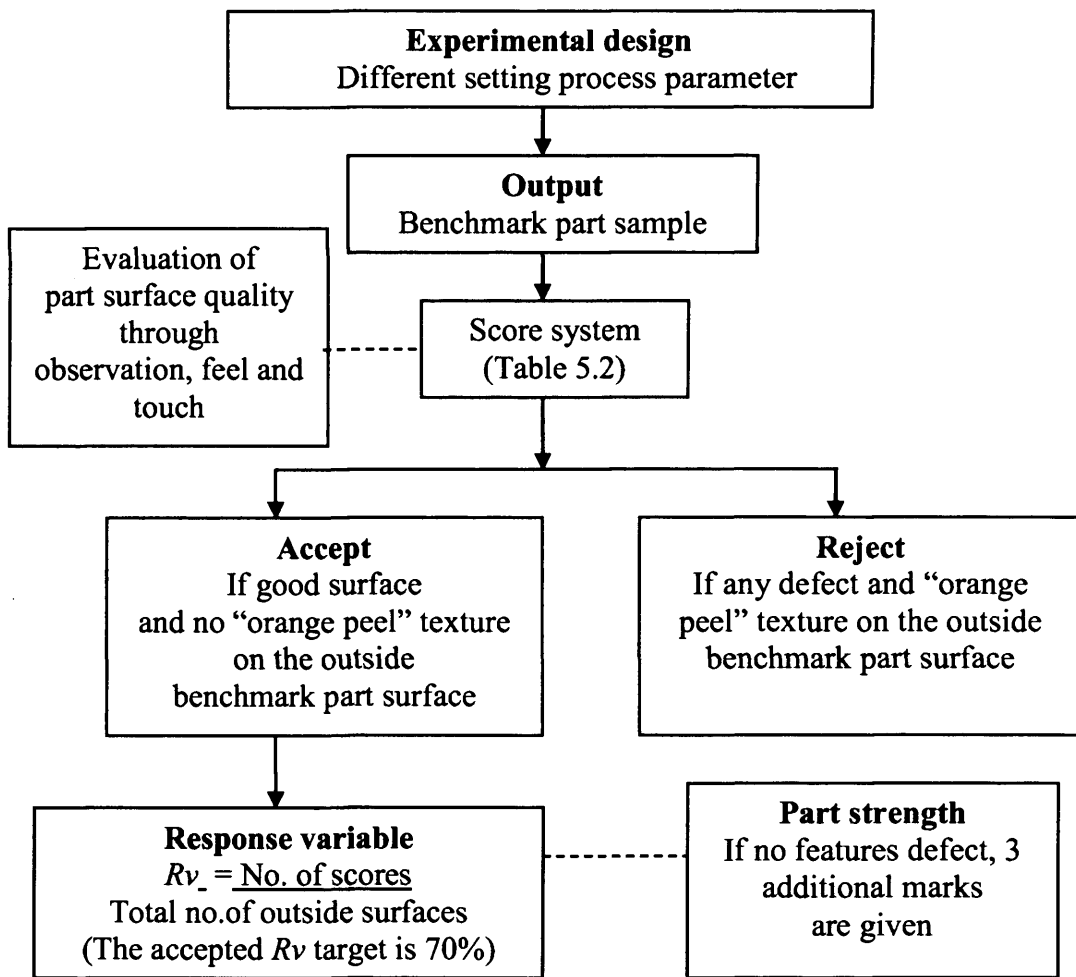 Experimental design
Different setting process parameter
Output
Benchmark part sample
Evaluation of
part surface quality
through
observation, feel and
touch
Score system
(Table 5.2)
Accept
If good surface
and no “orange peel” texture
on the outside
benchmark part surface
Reject
If any defect and “orange
peel” texture on the outside
benchmark part surface
Response variable
Rv_ = No. of scores
Total no.of outside surfaces
(The accepted Rv target is 70%)
Part strength
If no features defect, 3
additional marks
are given